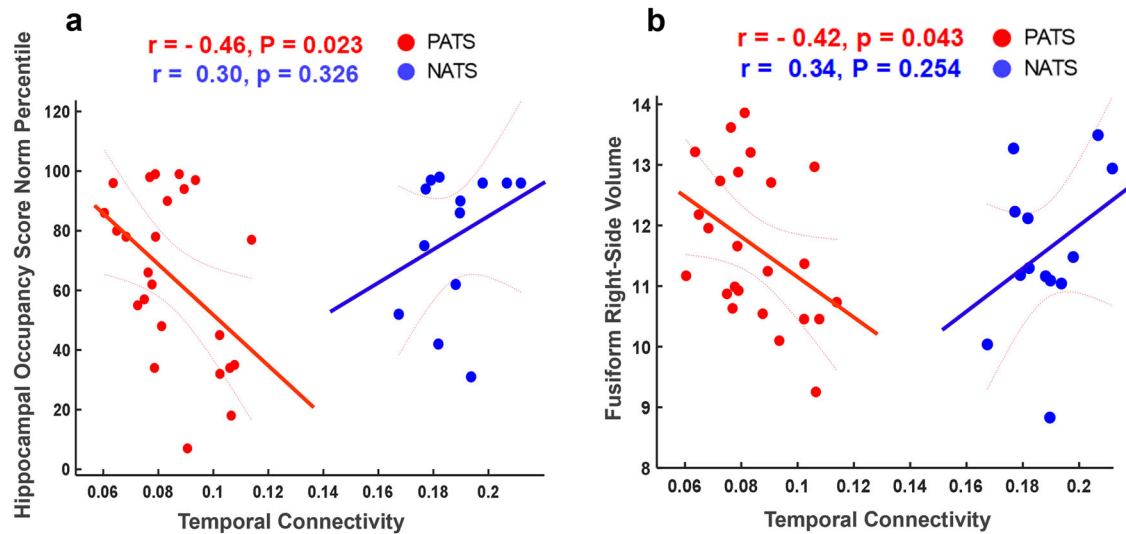 a
r = - 0.46, P = 0.023
PATS
r = 0.30, p = 0.326
NATS
Hippocampal Occupancy Score Norm Percentile
120
100
80
60
40
20
0
0.06 0.08 0.1 0.12 0.14 0.16 0.18 0.2
Temporal Connectivity
b
r = - 0.42, p = 0.043
PATS
r = 0.34, P = 0.254
NATS
Fusiform Right-Side Volume
14
13
12
11
10
9
8
0.06 0.08 0.1 0.12 0.14 0.16 0.18 0.2
Temporal Connectivity